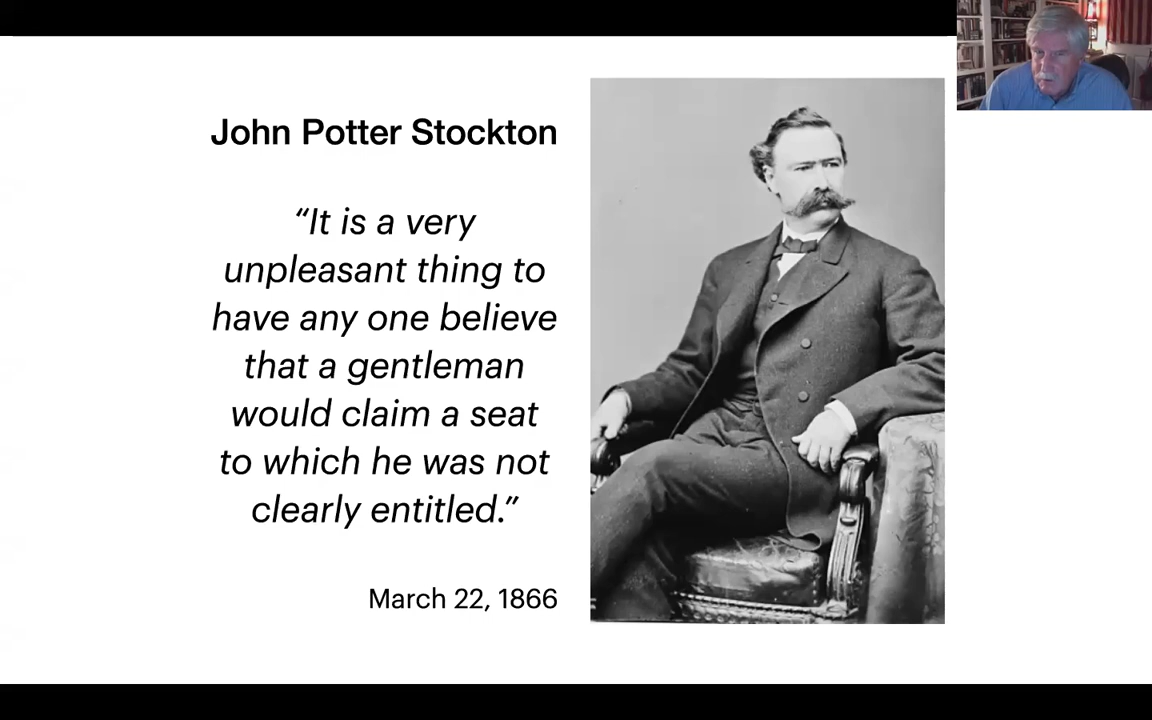 John Potter Stockton
“It is a very
unpleasant thing to
have any one believe
that a gentleman
would claim a seat
to which he was not
clearly entitled.”
March 22, 1866